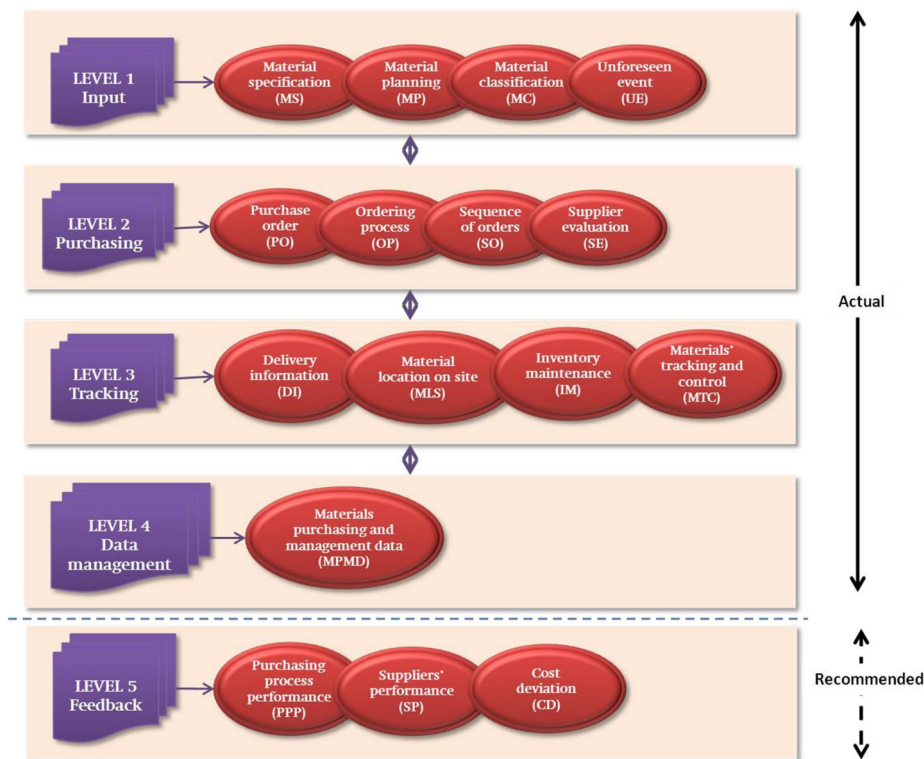 LEVEL 1
Input
Material
specification
(MS)
Material
planning
(MP)
Material
classification
(MC)
Unforeseen
event
(UE)
LEVEL 2
Purchasing
Purchase
order
(PO)
Ordering
process
(OP)
Sequence
of orders
(SO)
Supplier
evaluation
(SE)
Actual
LEVEL 3
Tracking
Delivery
information
(DI)
Material
location on site
(MLS)
Inventory
maintenance
(IM)
Materials'
tracking and
control
(MTC)
LEVEL 4
Data
management
Materials
purchasing and
management data
(MPMD)
LEVEL 5
Feedback
Purchasing
process
performance
(PPP)
Suppliers'
performance
(SP)
Cost
deviation
(CD)
Recommended